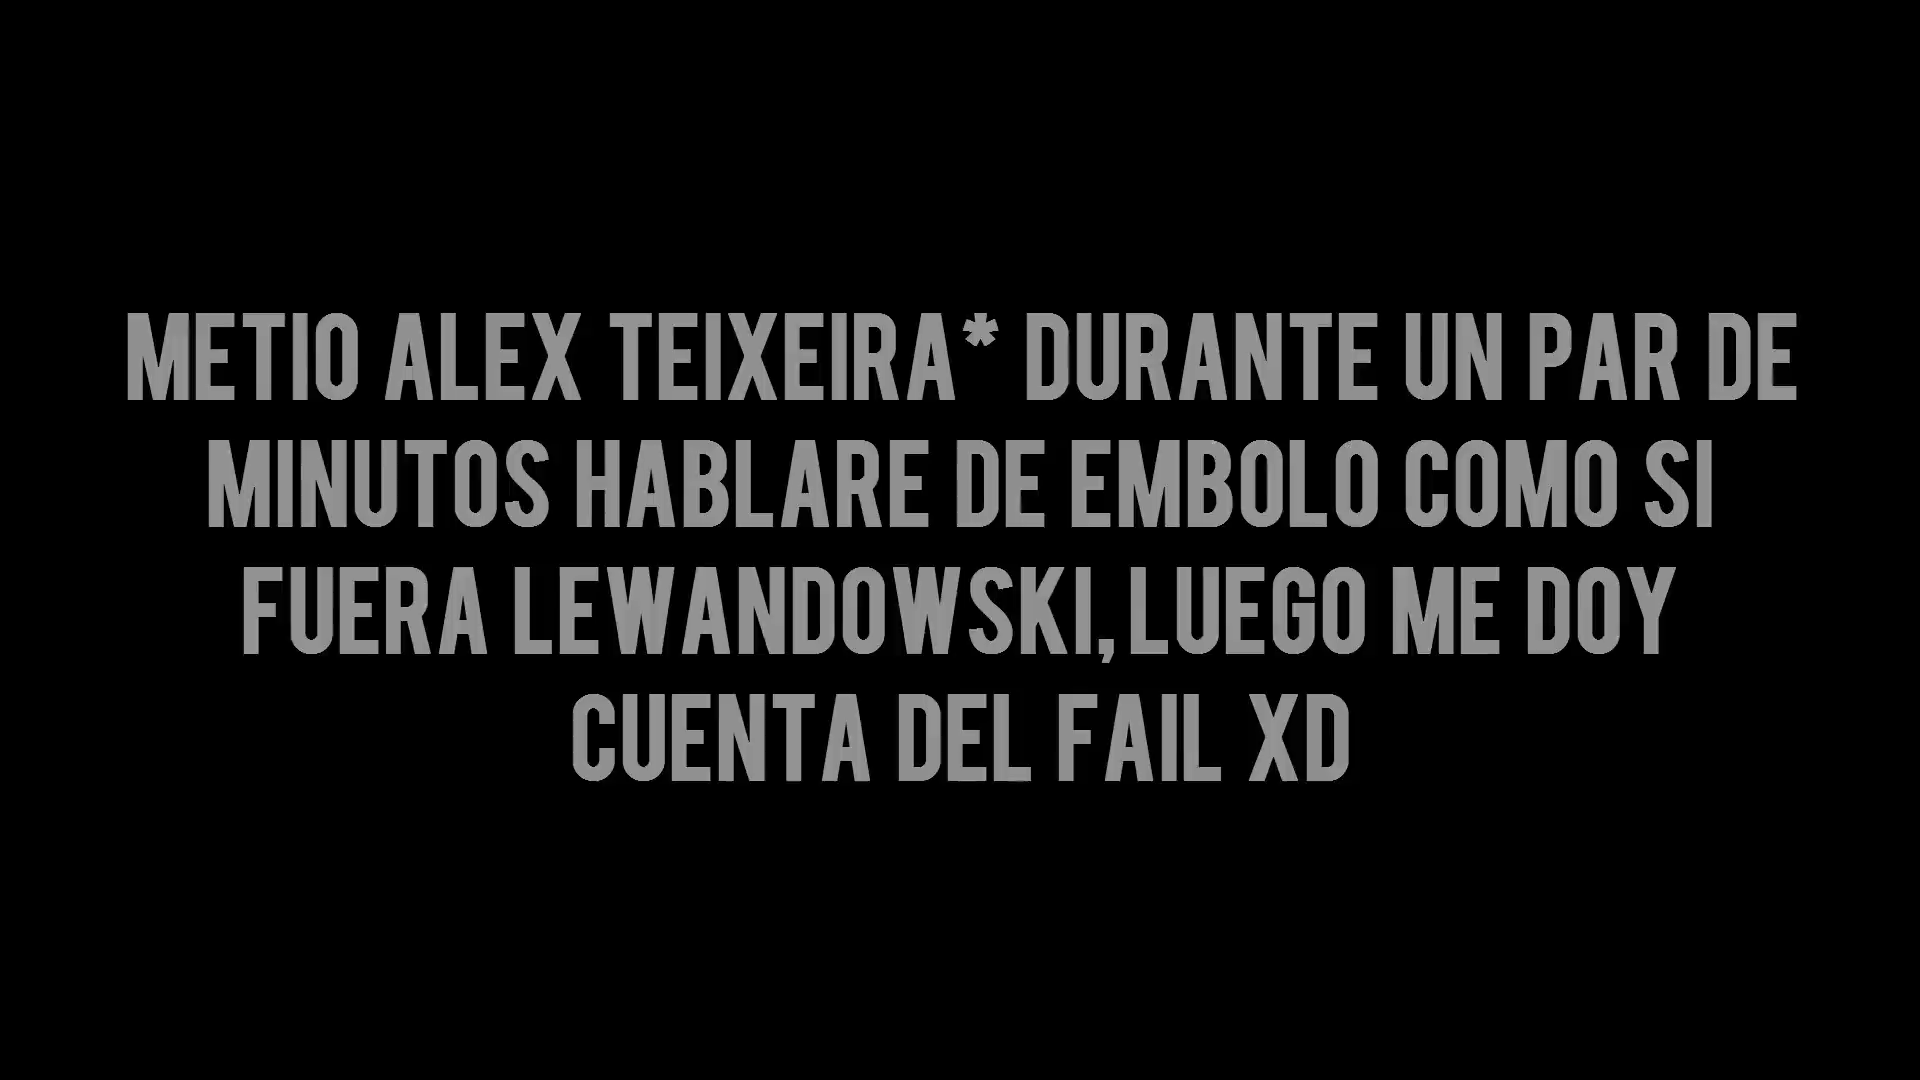 METIO ALEX TEIXEIRA* DURANTE UN PAR DE
MINUTOS HABLARE DE EMBOLO COMO SI
FUERA LEWANDOWSKI, LUEGO ME DOY
CUENTA DEL FAIL XD